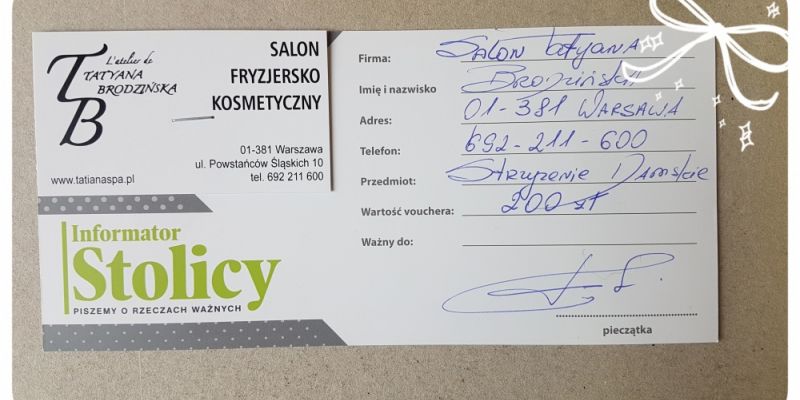 L'atelier de
TATYANA
BRODZIŃSKA
TB
SALON
FRYZJERSKO
KOSMETYCZNY
01-381 Warszawa
ul. Powstańców Śląskich 10
tel. 692 211 600
www.tatianaspa.pl
Informator
Stolicy
PISZEMY O RZECZACH WAŻNYCH
Firma: Salon Tatyana
Imię i nazwisko Brodzińska
Adres: 01-381 WARSAWA
Telefon: 692-211-600
Przedmiot: Strzyżenie Damskie
Wartość vouchera: 200 zł
Ważny do:
pieczątka